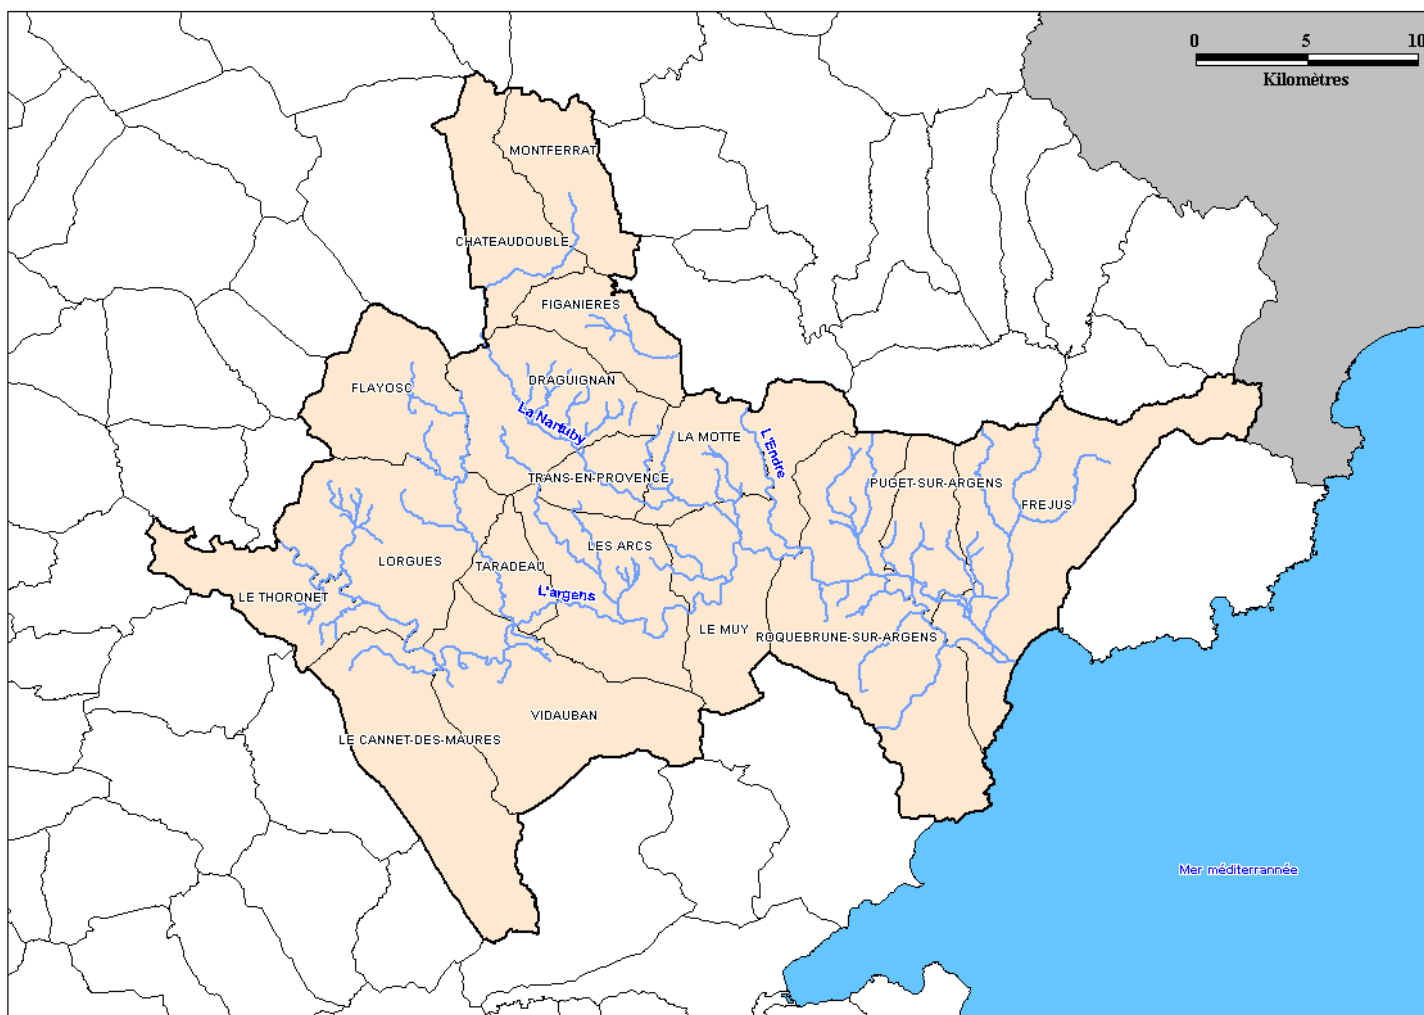 0 5 10
Kilomètres
MONTFERRAT
CHATEAUDOUBLE
FIGANIERES
FLAYOSC
DRAGUIGNAN
La Nartuby
LA MOTTE
L'Endre
TRANS-EN-PROVENCE
PUGET-SUR-ARGENS
FREJUS
LES ARCS
LORGUES
TARADEAU
L'argens
LE THORONET
LE MUY
ROQUEBRUNE-SUR-ARGENS
VIDAUBAN
LE CANNET-DES-MAURES
Mer méditerrannée